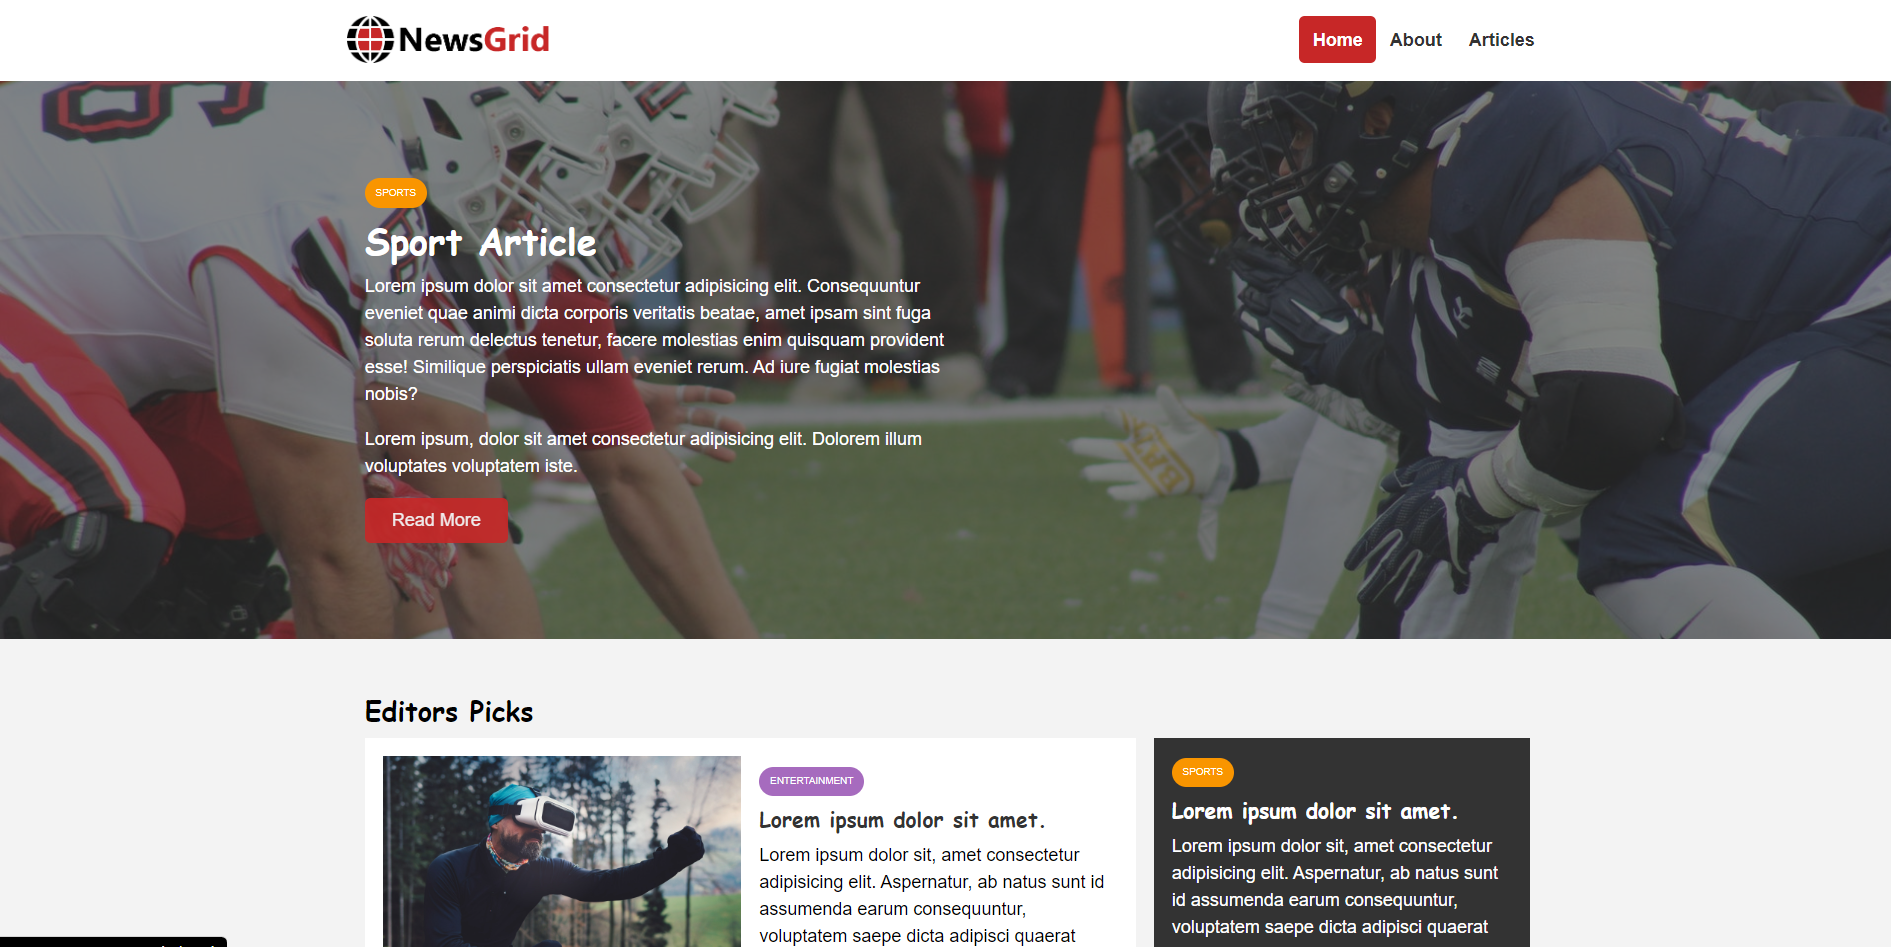 NewsGrid
Home About Articles
SPORTS
Sport Article
Lorem ipsum dolor sit amet consectetur adipisicing elit. Consequuntur
eveniet quae animi dicta corporis veritatis beatae, amet ipsam sint fuga
soluta rerum delectus tenetur, facere molestias enim quisquam provident
esse! Similique perspiciatis ullam eveniet rerum. Ad iure fugiat molestias
nobis?
Lorem ipsum, dolor sit amet consectetur adipisicing elit. Dolorem illum
voluptates voluptatem iste.
Read More
Editors Picks
ENTERTAINMENT
Lorem ipsum dolor sit amet.
Lorem ipsum dolor sit, amet consectetur
adipisicing elit. Aspernatur, ab natus sunt id
assumenda earum consequuntur,
voluptatem saepe dicta adipisci quaerat
SPORTS
Lorem ipsum dolor sit amet.
Lorem ipsum dolor sit, amet consectetur
adipisicing elit. Aspernatur, ab natus sunt
id assumenda earum consequuntur,
voluptatem saepe dicta adipisci quaerat